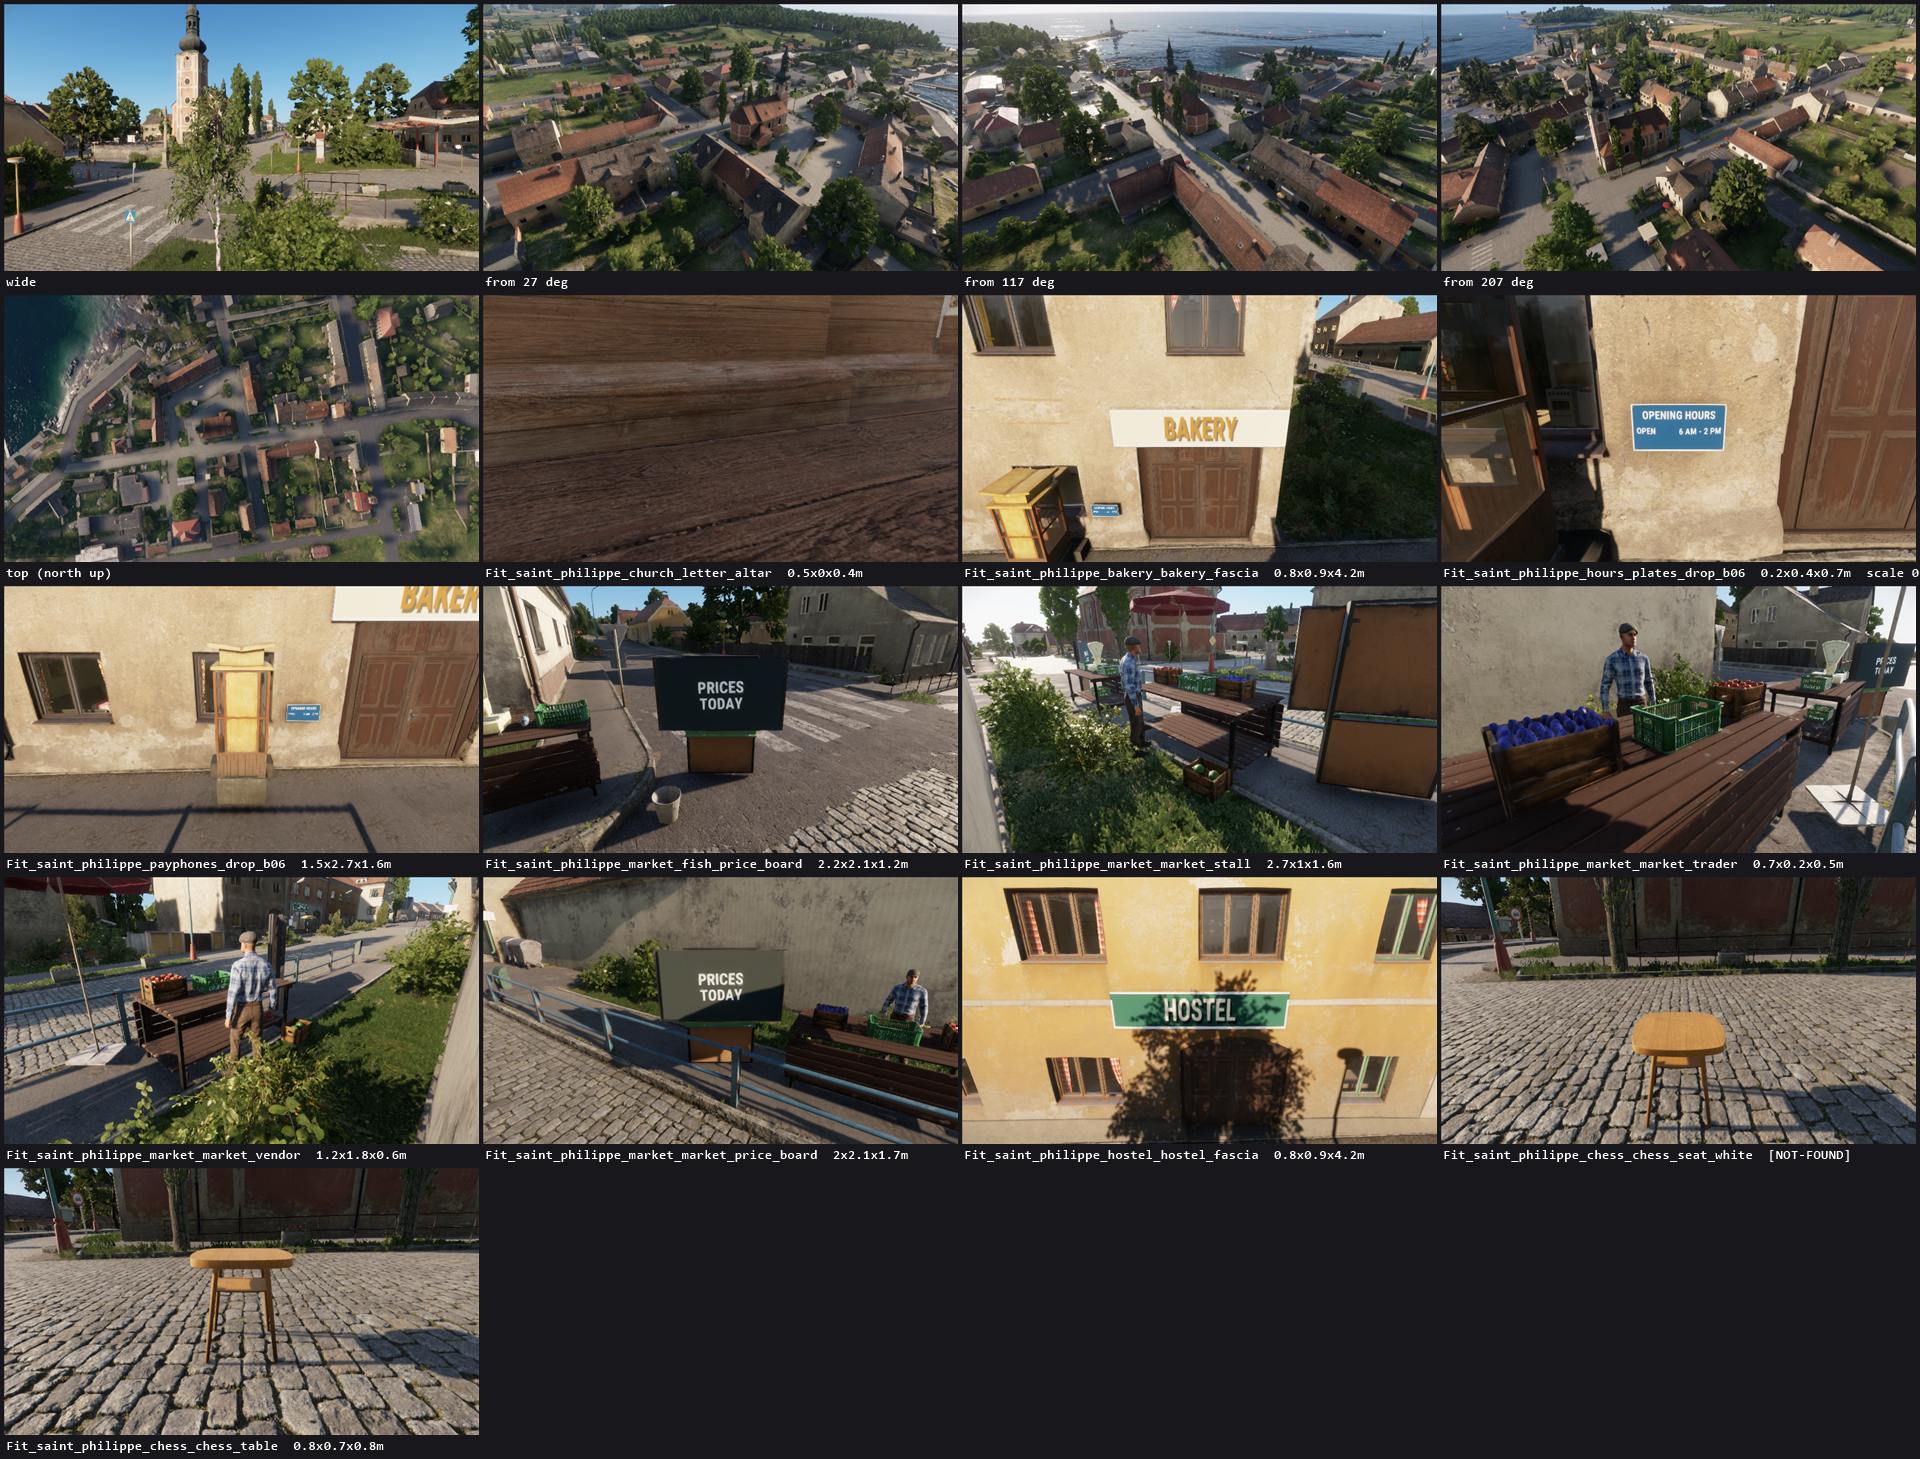 wide
from 27 deg
from 117 deg
from 207 deg
BAKERY
OPENING HOURS
OPEN 6 AM - 2 PM
top (north up)
Fit_saint_philippe_church_letter_altar 0.5x0x0.4m
Fit_saint_philippe_bakery_bakery_fascia 0.8x0.9x4.2m
Fit_saint_philippe_hours_plates_drop_b06 0.2x0.4x0.7m scale 0
BAKER
OPENING HOURS
PRICES
TODAY
PRICES
TODAY
Fit_saint_philippe_payphones_drop_b06 1.5x2.7x1.6m
Fit_saint_philippe_market_fish_price_board 2.2x2.1x1.2m
Fit_saint_philippe_market_market_stall 2.7x1x1.6m
Fit_saint_philippe_market_market_trader 0.7x0.2x0.5m
PRICES
TODAY
HOSTEL
Fit_saint_philippe_market_market_vendor 1.2x1.8x0.6m
Fit_saint_philippe_market_market_price_board 2x2.1x1.7m
Fit_saint_philippe_hostel_hostel_fascia 0.8x0.9x4.2m
Fit_saint_philippe_chess_chess_seat_white [NOT-FOUND]
Fit_saint_philippe_chess_chess_table 0.8x0.7x0.8m